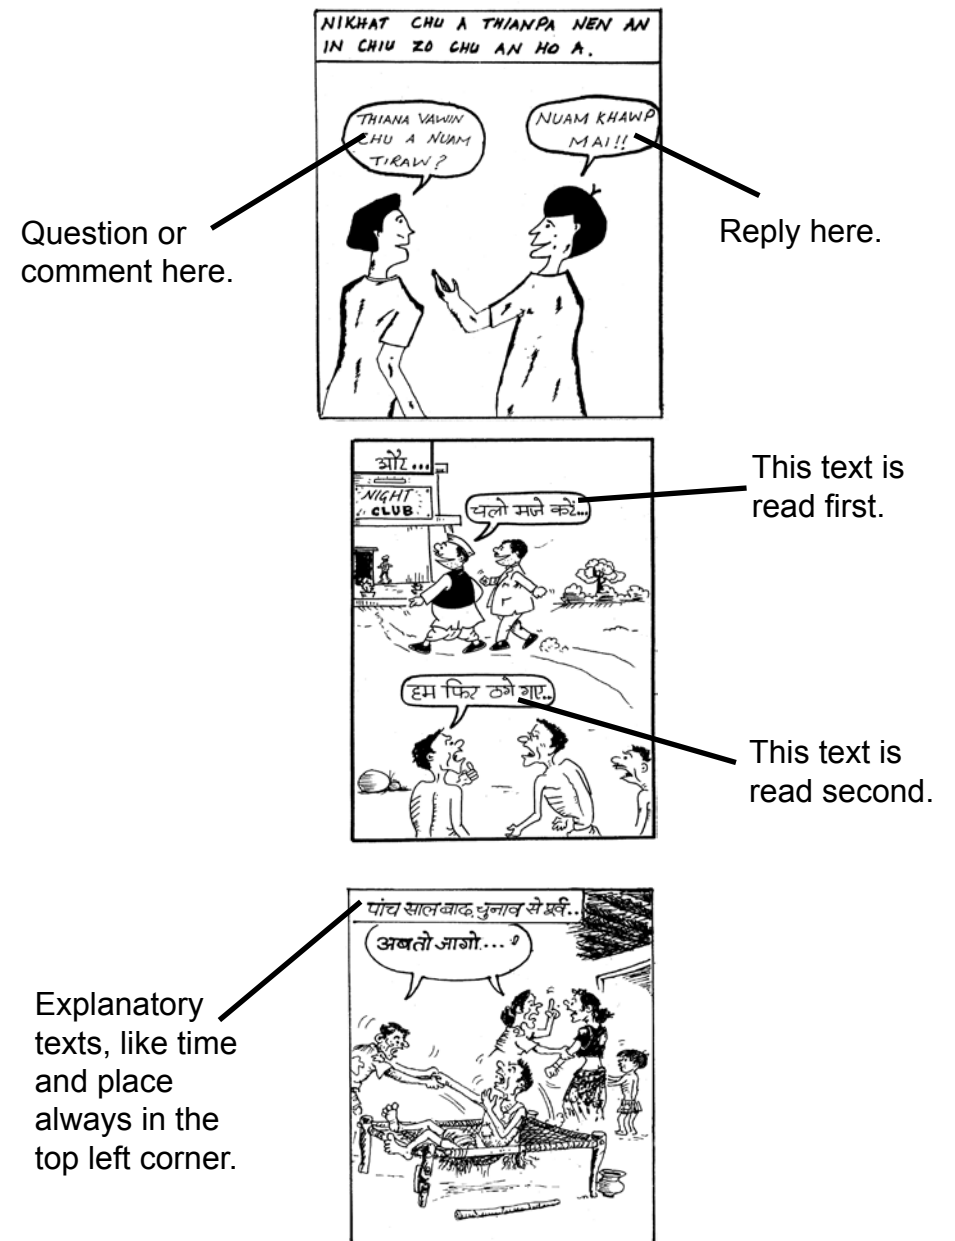 NIKHAT CHU A THIANPA NEN AN
IN CHIU ZO CHU AN HO A.
THIANA VAWIN
CHU A NUAM
TIRAW?
NUAM KHAWP
MAI!!
Question or
comment here.
Reply here.
और...
NIGHT
CLUB
चलो मजे करें...
This text is
read first.
हम फिर ठगे गए..
This text is
read second.
पांच साल बाद, चुनाव से पूर्व..
अब तो जागो....
Explanatory
texts, like time
and place
always in the
top left corner.